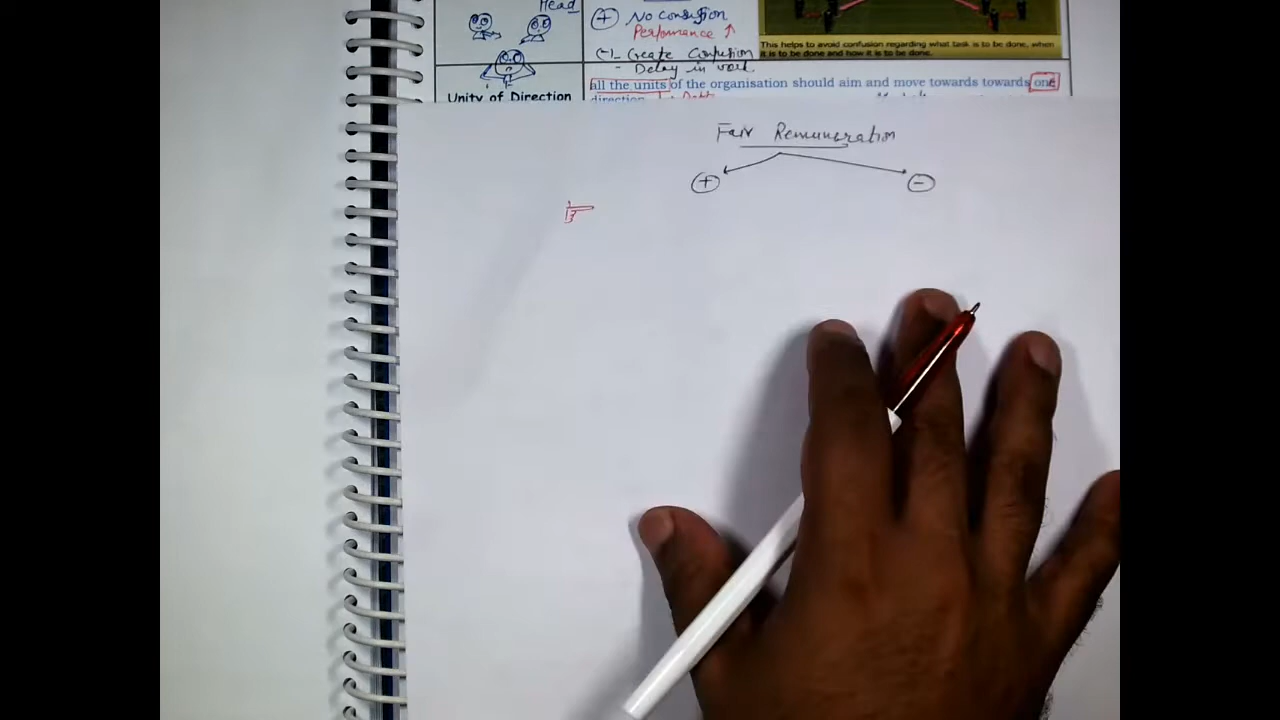 Head
+ No confusion
Performance ↑
(-) - Create Confusion
- Delay in work
This helps to avoid confusion regarding what task is to be done, when
it is to be done and how it is to be done.
Unity of Direction
all the units of the organisation should aim and move towards towards one
direction
Fair Remuneration
+ -